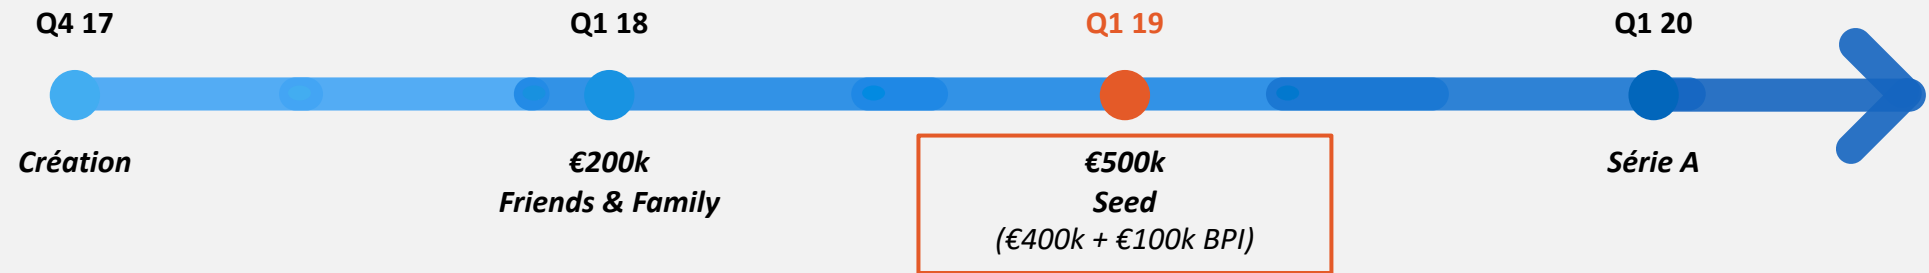 Q4 17
Q1 18
Q1 19
Q1 20
Création
€200k
Friends & Family
€500k
Seed
(€400k + €100k BPI)
Série A